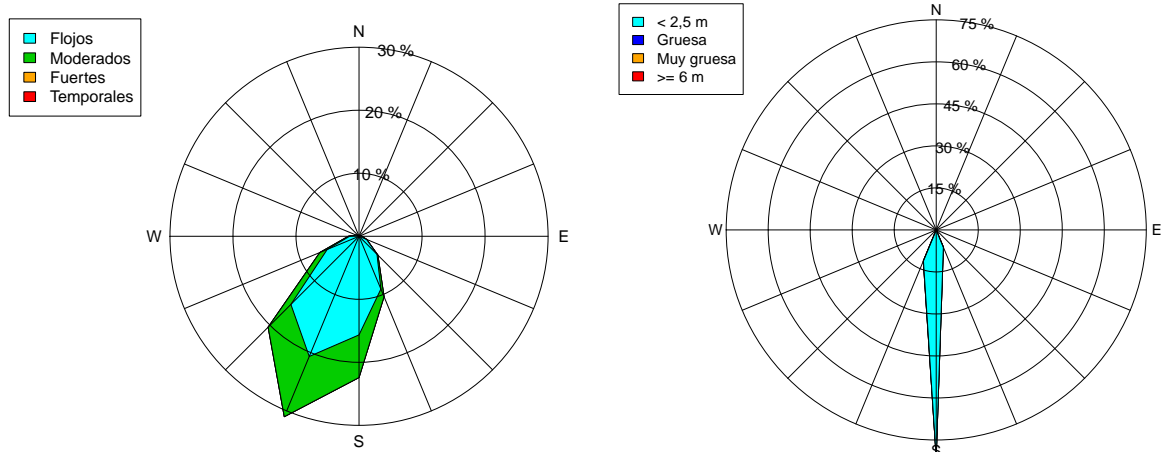 Flojos
Moderados
Fuertes
Temporales
N
30 %
20 %
10 %
W
E
S
< 2,5 m
Gruesa
Muy gruesa
>= 6 m
N
75 %
60 %
45 %
30 %
15 %
W
E
S